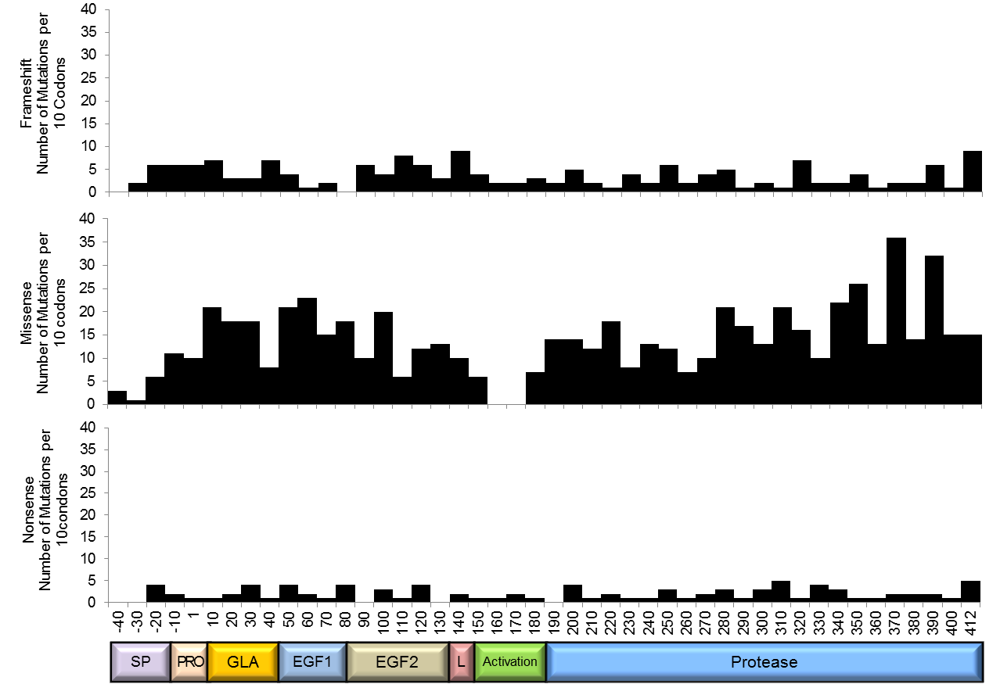 Frameshift
Number of Mutations per
10 Codons
40
35
30
25
20
15
10
5
0
Missense
Number of Mutations per
10 codons
40
35
30
25
20
15
10
5
0
Nonsense
Number of Mutations per
10condons
40
35
30
25
20
15
10
5
0
-40 -30 -20 -10 1 10 20 30 40 50 60 70 80 90 100 110 120 130 140 150 160 170 180 190 200 210 220 230 240 250 260 270 280 290 300 310 320 330 340 350 360 370 380 390 400 412
SP PRO GLA EGF1 EGF2 L Activation Protease